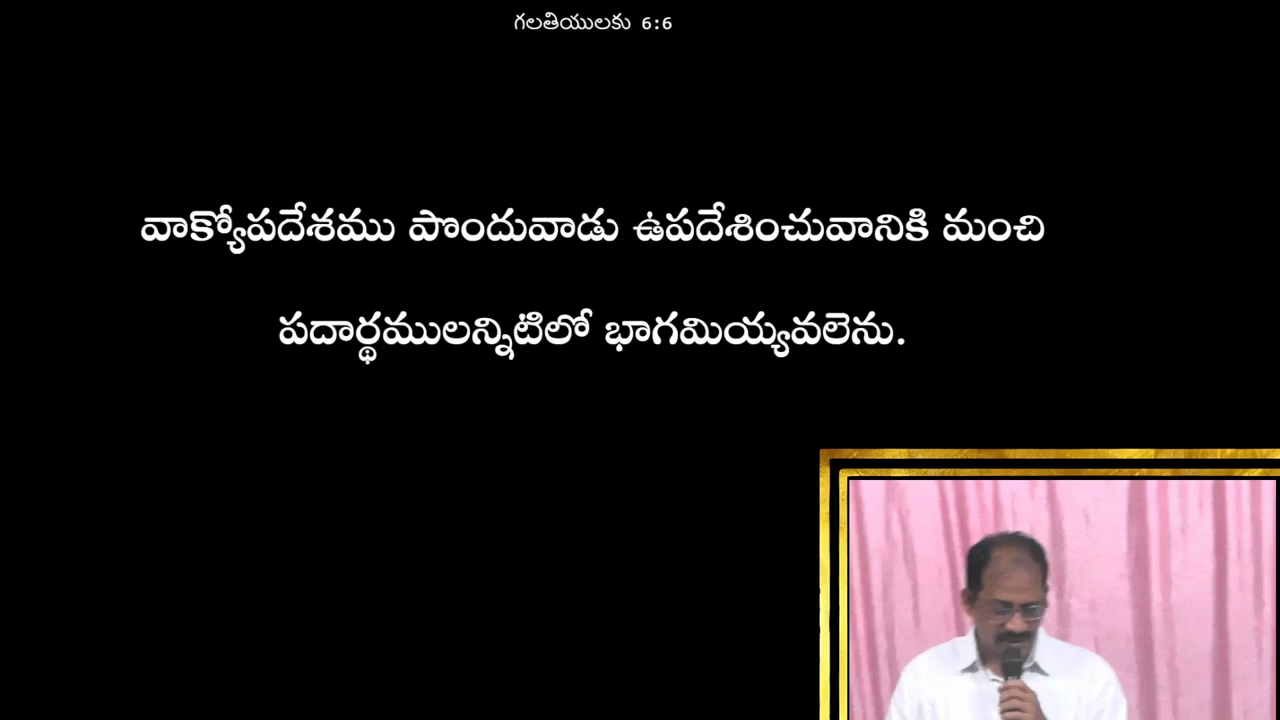 గలతియులకు 6:6
వాక్యోపదేశము పొందువాడు ఉపదేశించువానికి మంచి
పదార్థములన్నిటిలో భాగమియ్యవలెను.